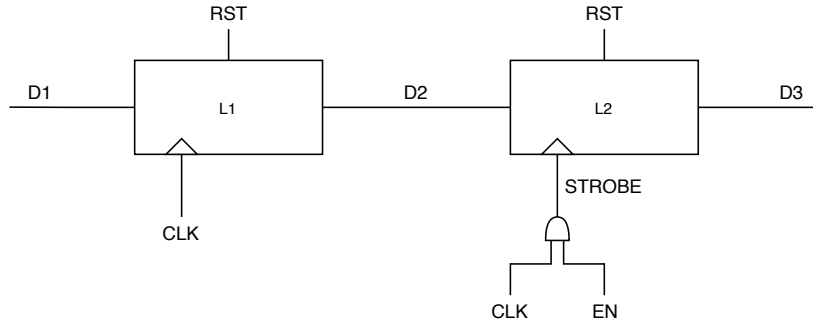 RST RST
D1 L1 D2 L2 D3
STROBE
CLK
CLK EN